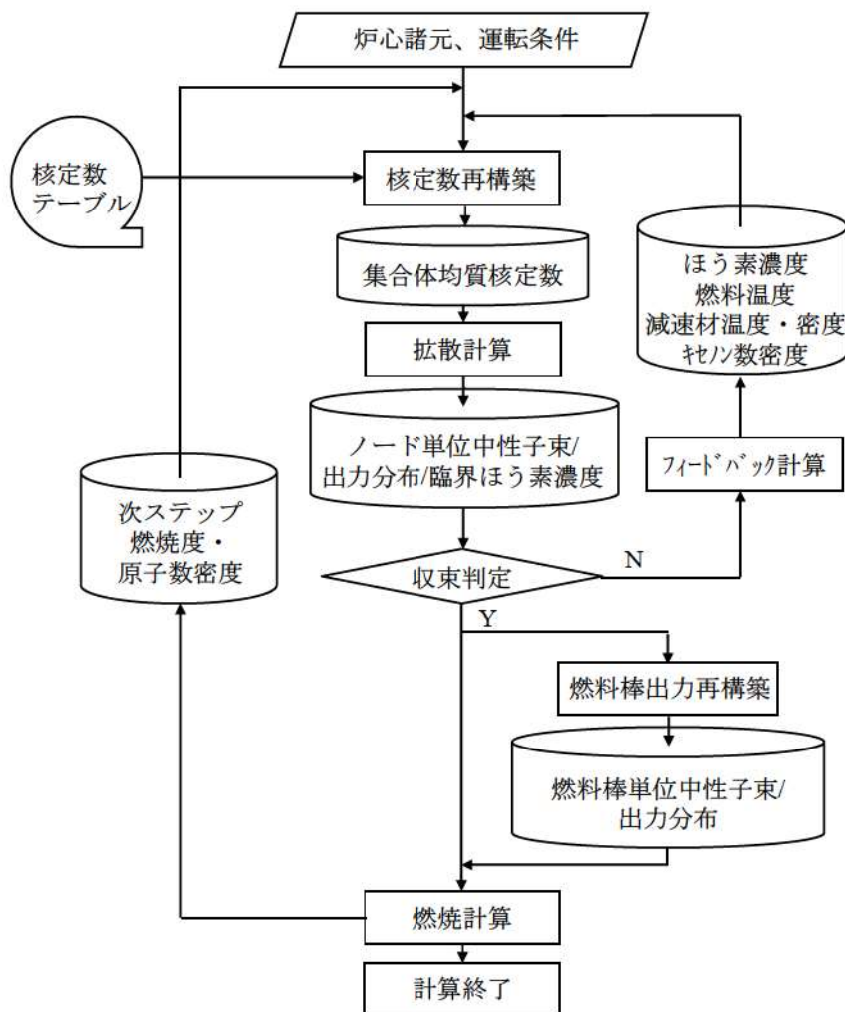 炉心諸元、運転条件
核定数
テーブル
核定数再構築
集合体均質核定数
拡散計算
ノード単位中性子束/
出力分布/臨界ほう素濃度
ほう素濃度
燃料温度
減速材温度・密度
ｷｾﾉﾝ数密度
ﾌｨｰﾄﾞﾊﾞｯｸ計算
次ステップ
燃焼度・
原子数密度
収束判定
N
Y
燃料棒出力再構築
燃料棒単位中性子束/
出力分布
燃焼計算
計算終了